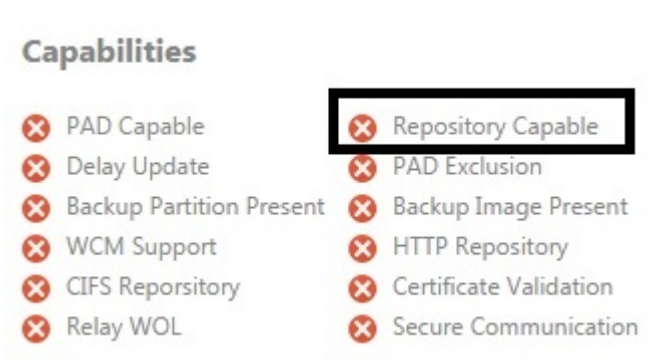 Capabilities
PAD Capable Repository Capable
Delay Update PAD Exclusion
Backup Partition Present Backup Image Present
WCM Support HTTP Repository
CIFS Reporsitory Certificate Validation
Relay WOL Secure Communication